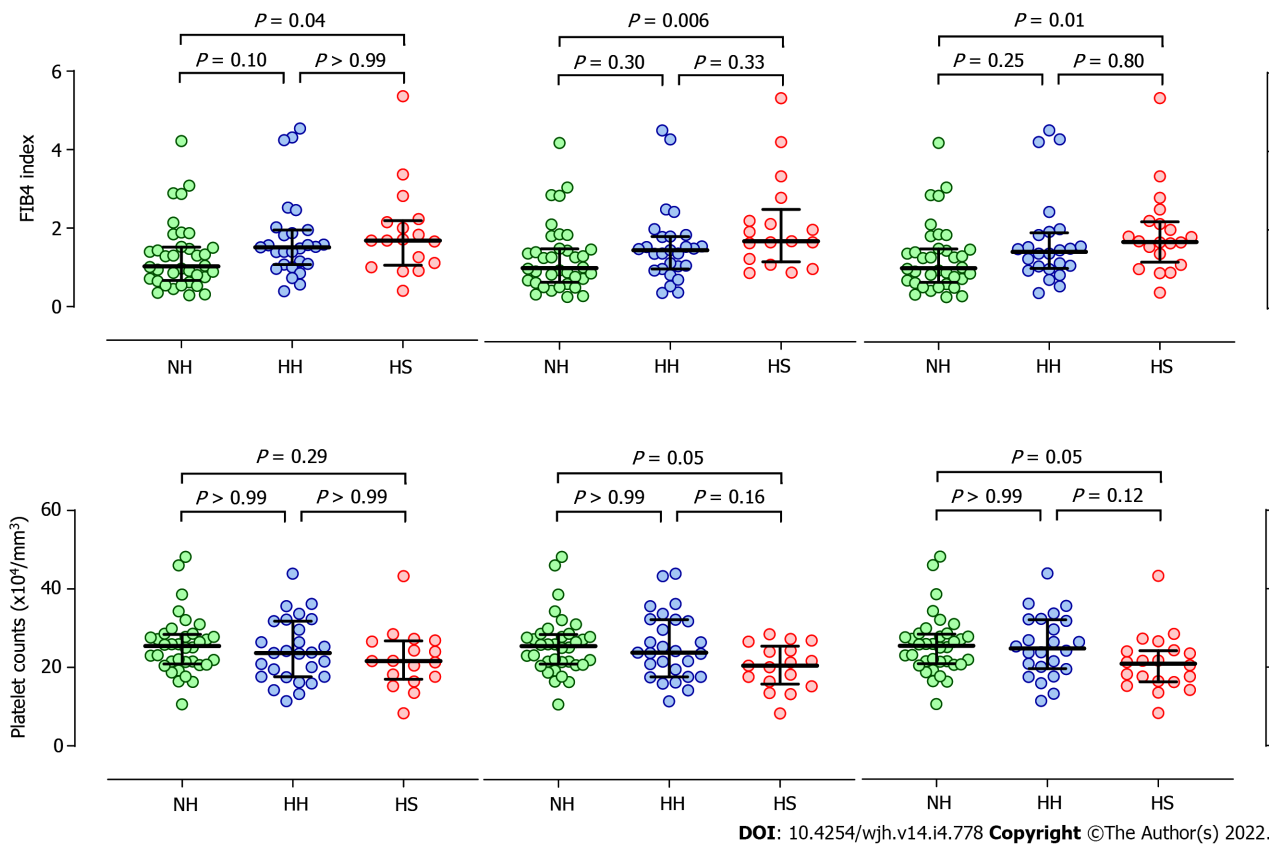 P = 0.04 P = 0.006 P = 0.01
P = 0.10 P > 0.99 P = 0.30 P = 0.33 P = 0.25 P = 0.80
6
4
2
0
FIB4 index
NH HH HS NH HH HS NH HH HS
P = 0.29 P = 0.05 P = 0.05
P > 0.99 P > 0.99 P > 0.99 P = 0.16 P > 0.99 P = 0.12
60
40
20
0
Platelet counts (x10⁴/mm³)
NH HH HS NH HH HS NH HH HS
DOI: 10.4254/wjh.v14.i4.778 Copyright ©The Author(s) 2022.